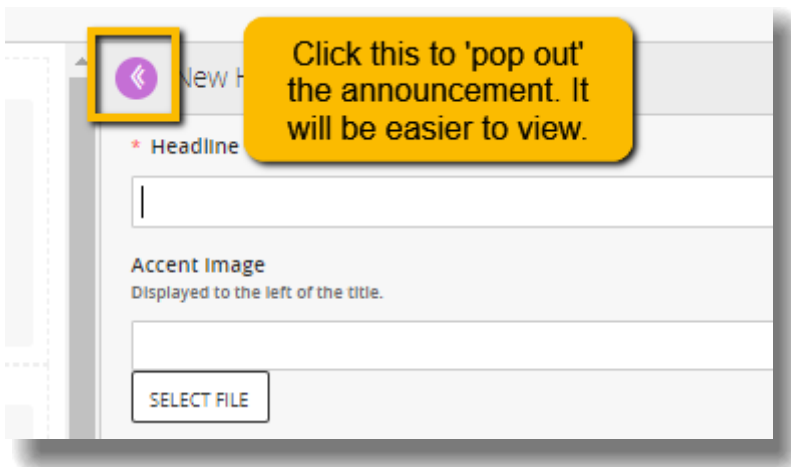 Click this to 'pop out'
the announcement. It
will be easier to view.
New
* Headline
Accent Image
Displayed to the left of the title.
SELECT FILE